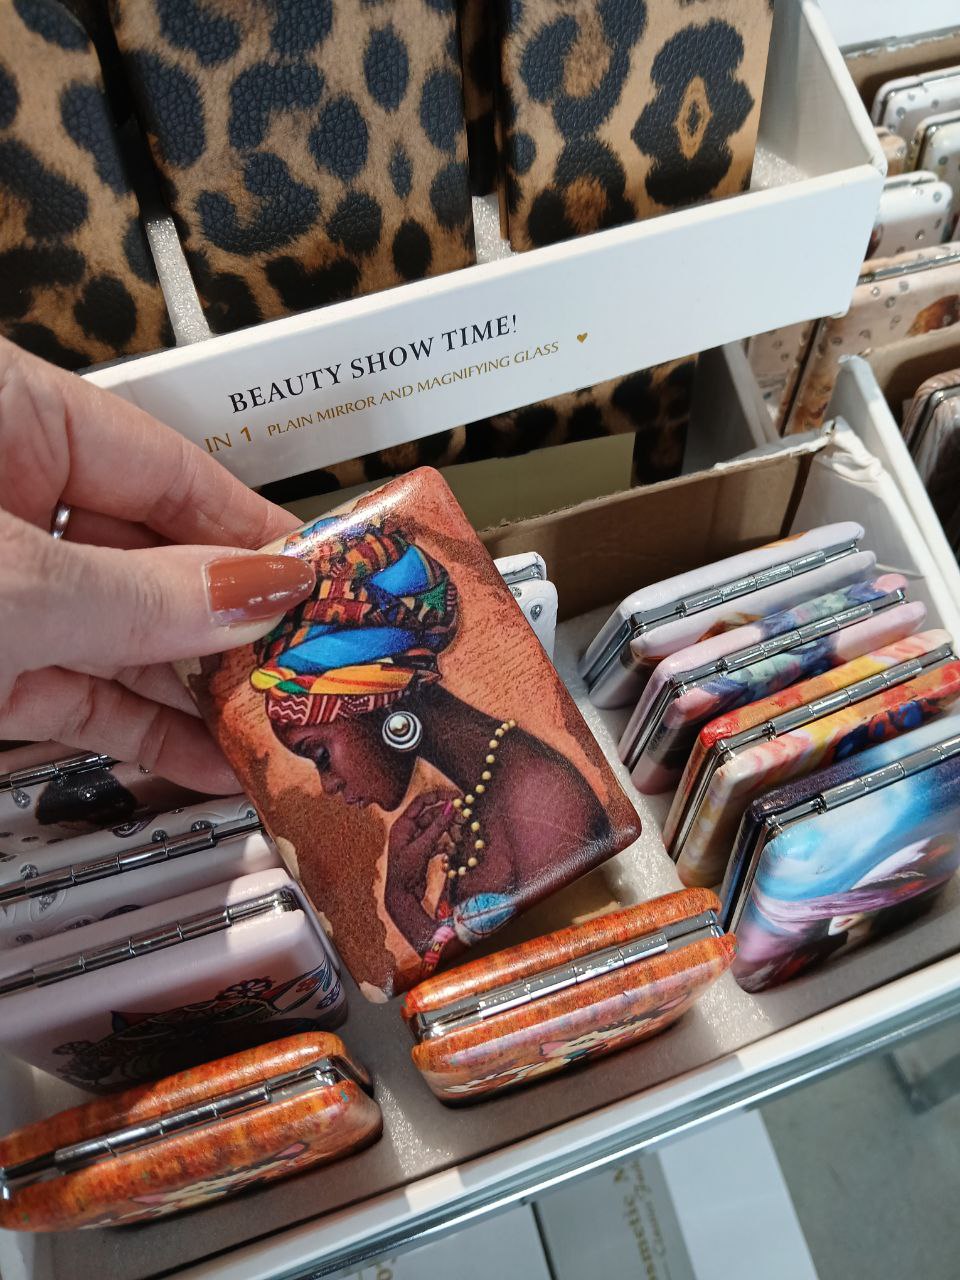 BEAUTY SHOW TIME!
IN 1 PLAIN MIRROR AND MAGNIFYING GLASS